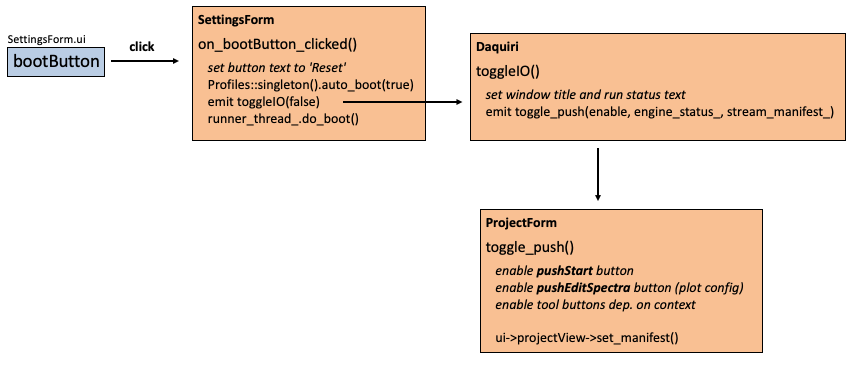 SettingsForm.ui
bootButton
click
SettingsForm
on_bootButton_clicked()
set button text to 'Reset'
Profiles::singleton().auto_boot(true)
emit toggleIO(false)
runner_thread_.do_boot()
Daquiri
toggleIO()
set window title and run status text
emit toggle_push(enable, engine_status_, stream_manifest_)
ProjectForm
toggle_push()
enable pushStart button
enable pushEditSpectra button (plot config)
enable tool buttons dep. on context
ui->projectView->set_manifest()